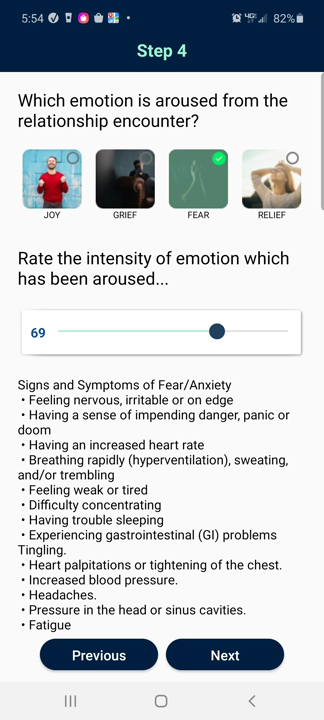 5:54
82%
Step 4
Which emotion is aroused from the
relationship encounter?
JOY GRIEF FEAR RELIEF
Rate the intensity of emotion which
has been aroused...
69
Signs and Symptoms of Fear/Anxiety
• Feeling nervous, irritable or on edge
• Having a sense of impending danger, panic or
doom
• Having an increased heart rate
• Breathing rapidly (hyperventilation), sweating,
and/or trembling
• Feeling weak or tired
• Difficulty concentrating
• Having trouble sleeping
• Experiencing gastrointestinal (GI) problems
Tingling.
• Heart palpitations or tightening of the chest.
• Increased blood pressure.
• Headaches.
• Pressure in the head or sinus cavities.
• Fatigue
Previous Next